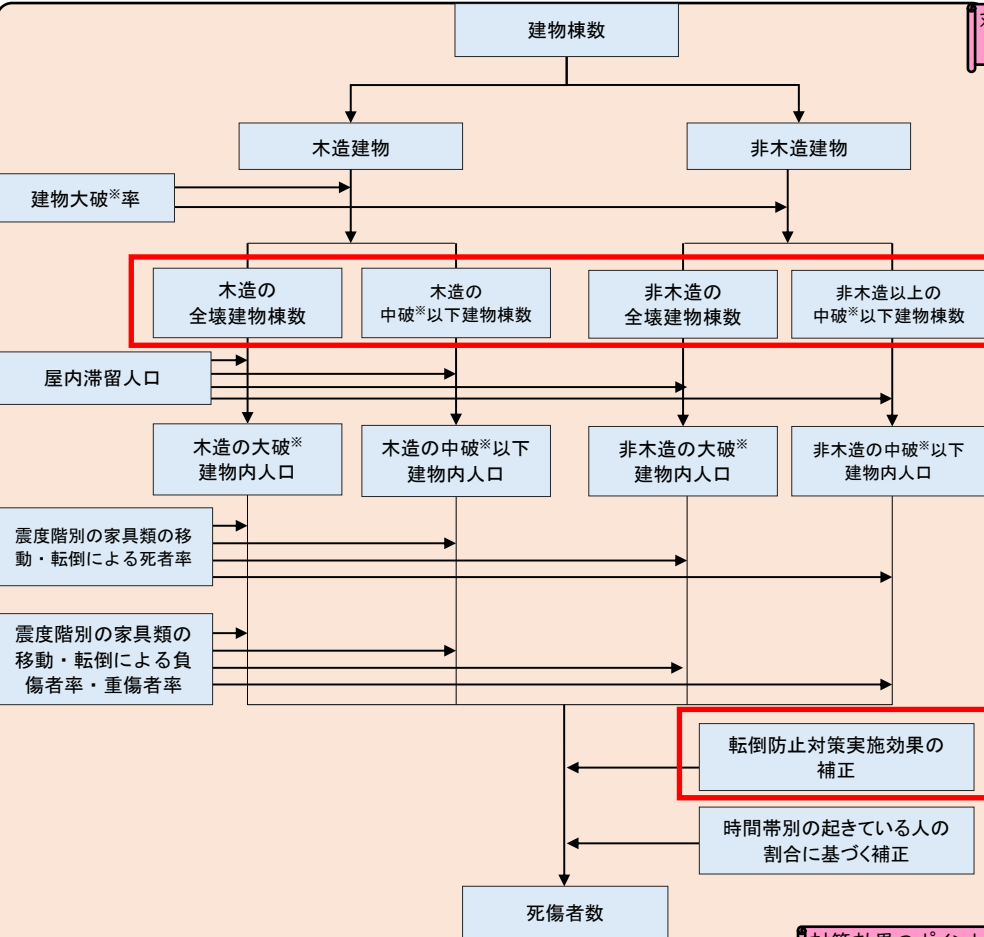 建物棟数
木造建物
非木造建物
建物大破※率
木造の
全壊建物棟数
木造の
中破※以下建物棟数
非木造の
全壊建物棟数
非木造以上の
中破※以下建物棟数
屋内滞留人口
木造の大破※
建物内人口
木造の中破※以下
建物内人口
非木造の大破※
建物内人口
非木造の中破※以下
建物内人口
震度階別の家具類の移
動・転倒による死者率
震度階別の家具類の
移動・転倒による負
傷者率・重傷者率
転倒防止対策実施効果の
補正
時間帯別の起きている人の
割合に基づく補正
死傷者数
対策効果のポイント